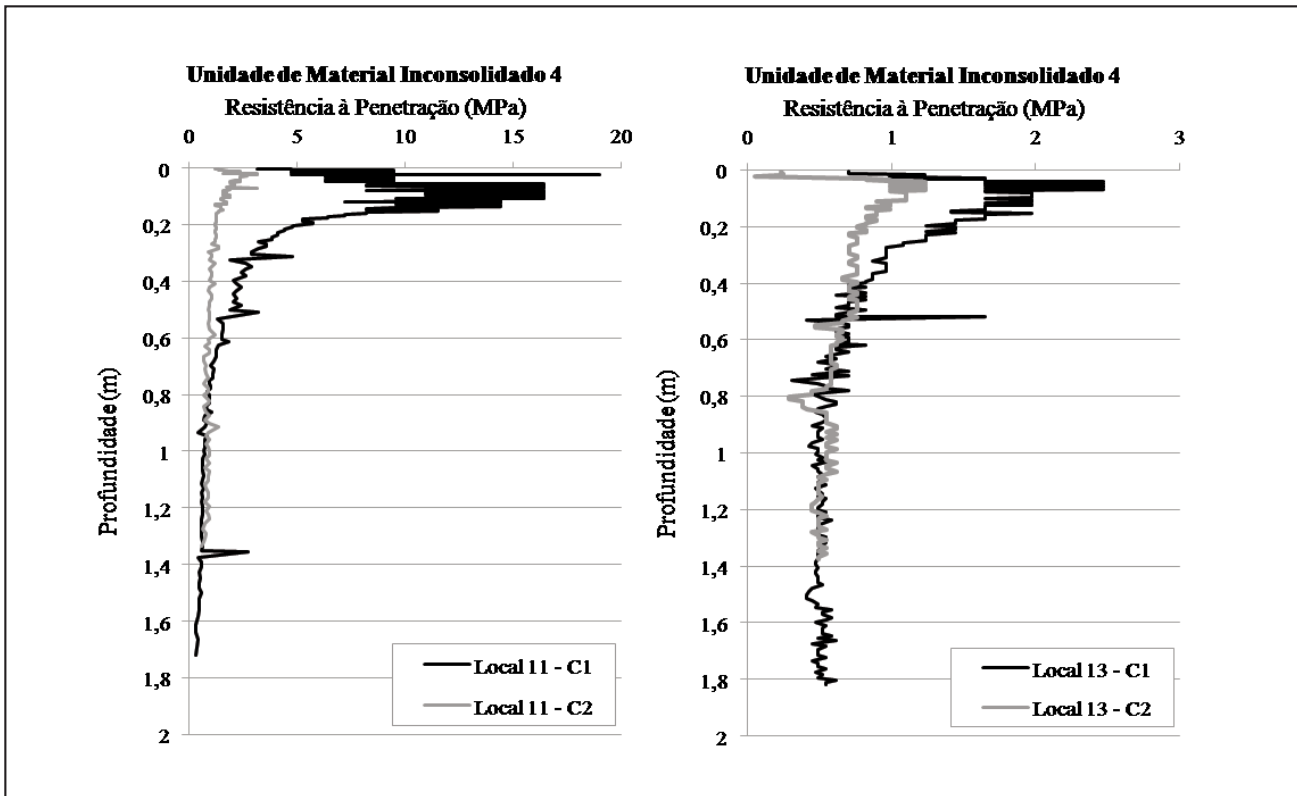 Unidade de Material Inconsolidado 4
Resistência à Penetração (MPa)
0 5 10 15 20
0
0,2
0,4
0,6
0,8
1
1,2
1,4
1,6
1,8
2
Profundidade (m)
Local 11 - C1
Local 11 - C2
Unidade de Material Inconsolidado 4
Resistência à Penetração (MPa)
0 1 2 3
0
0,2
0,4
0,6
0,8
1
1,2
1,4
1,6
1,8
2
Profundidade (m)
Local 13 - C1
Local 13 - C2